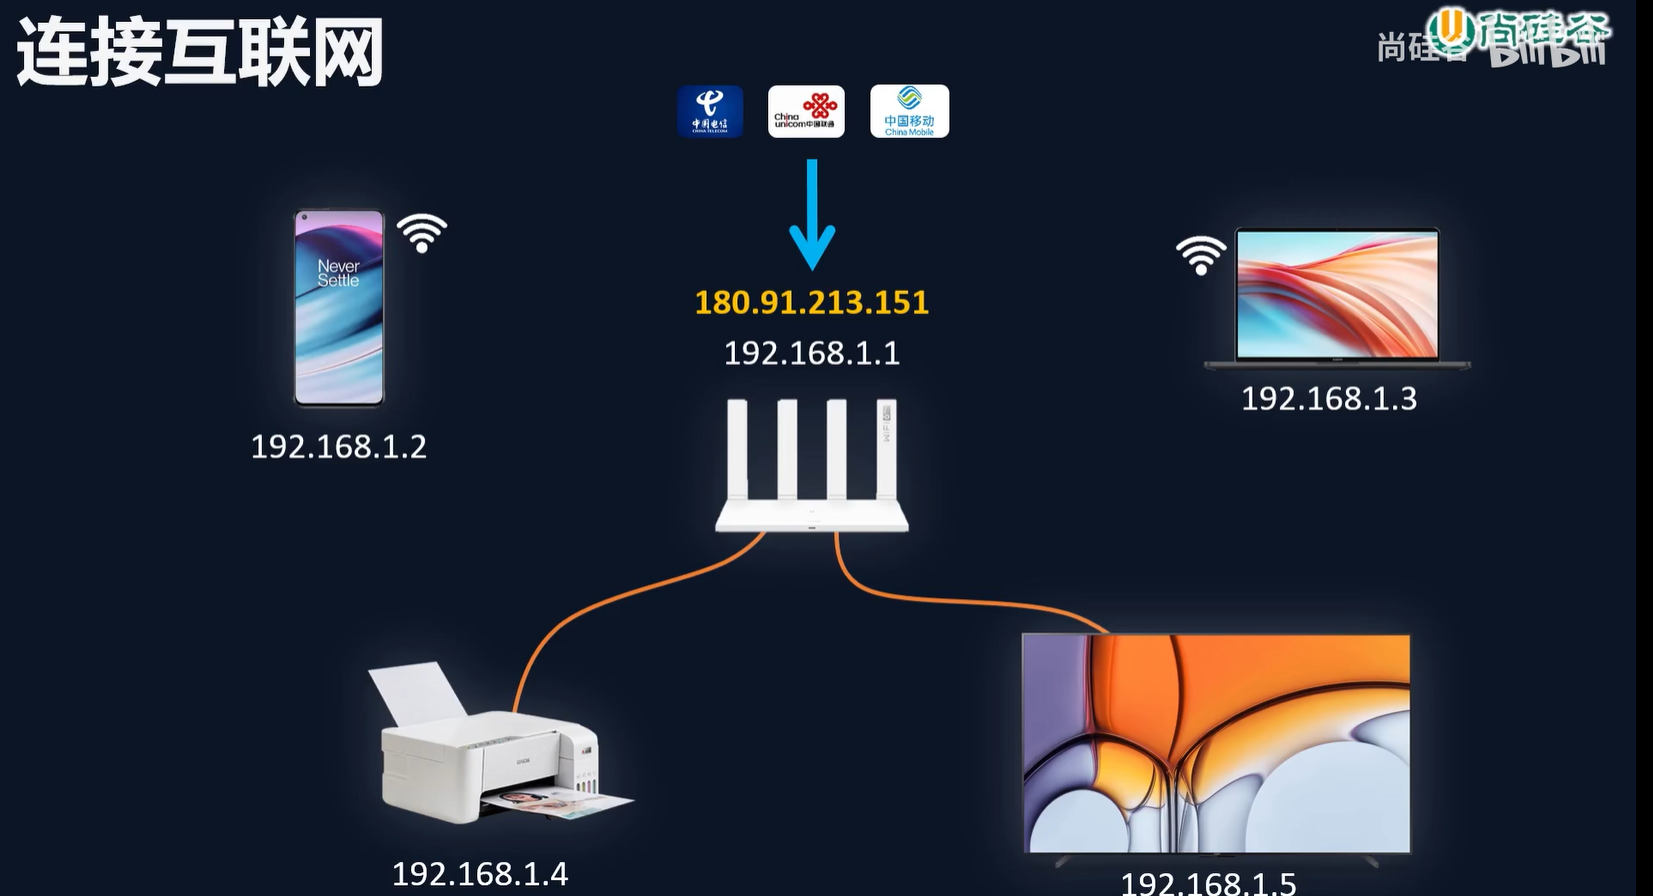 连接互联网
尚硅谷
尚硅谷
bilibili
中国电信
CHINA TELECOM
China
unicom中国联通
中国移动
China Mobile
180.91.213.151
192.168.1.1
Never
Settle
192.168.1.2
192.168.1.3
WiFi 6
EPSON
192.168.1.4
192.168.1.5